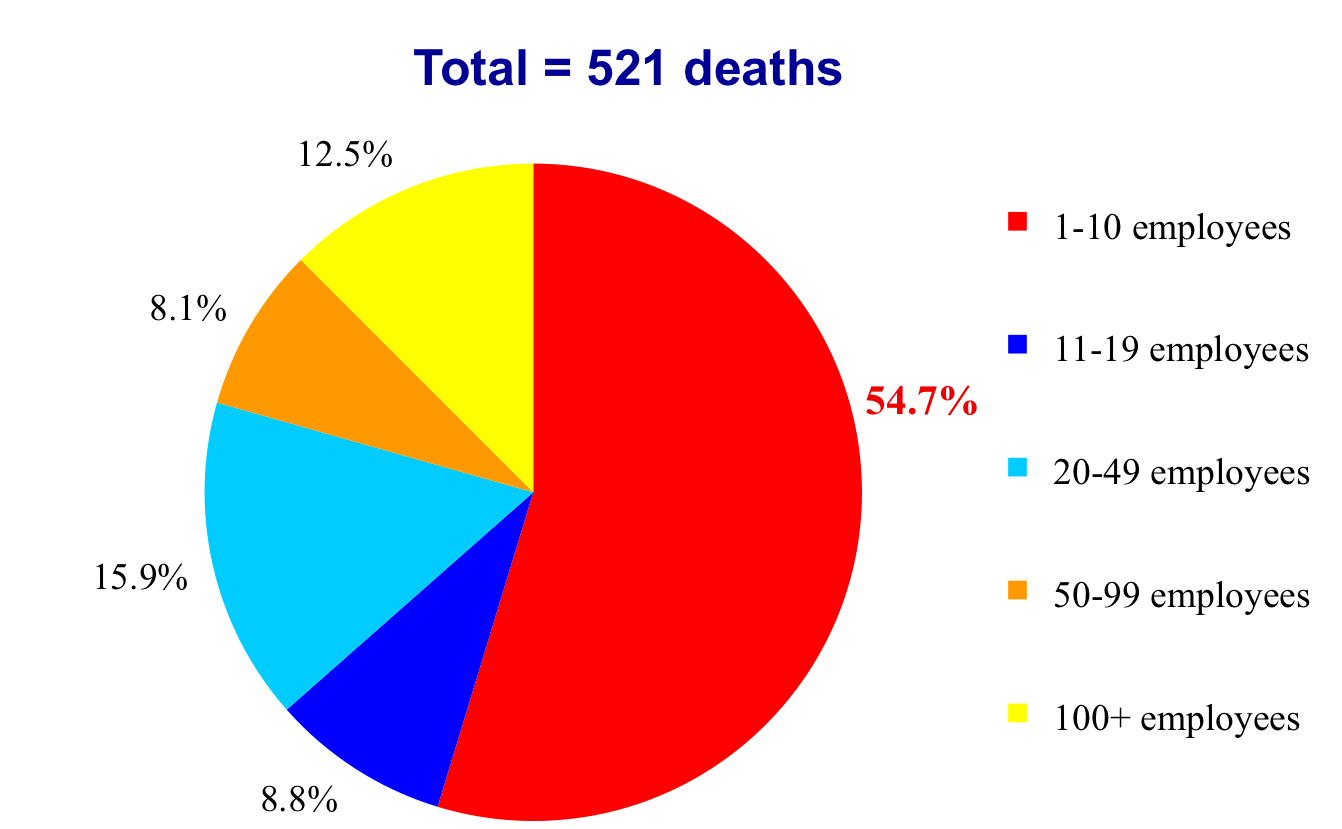 Total = 521 deaths
12.5%
8.1%
15.9%
8.8%
54.7%
1-10 employees
11-19 employees
20-49 employees
50-99 employees
100+ employees